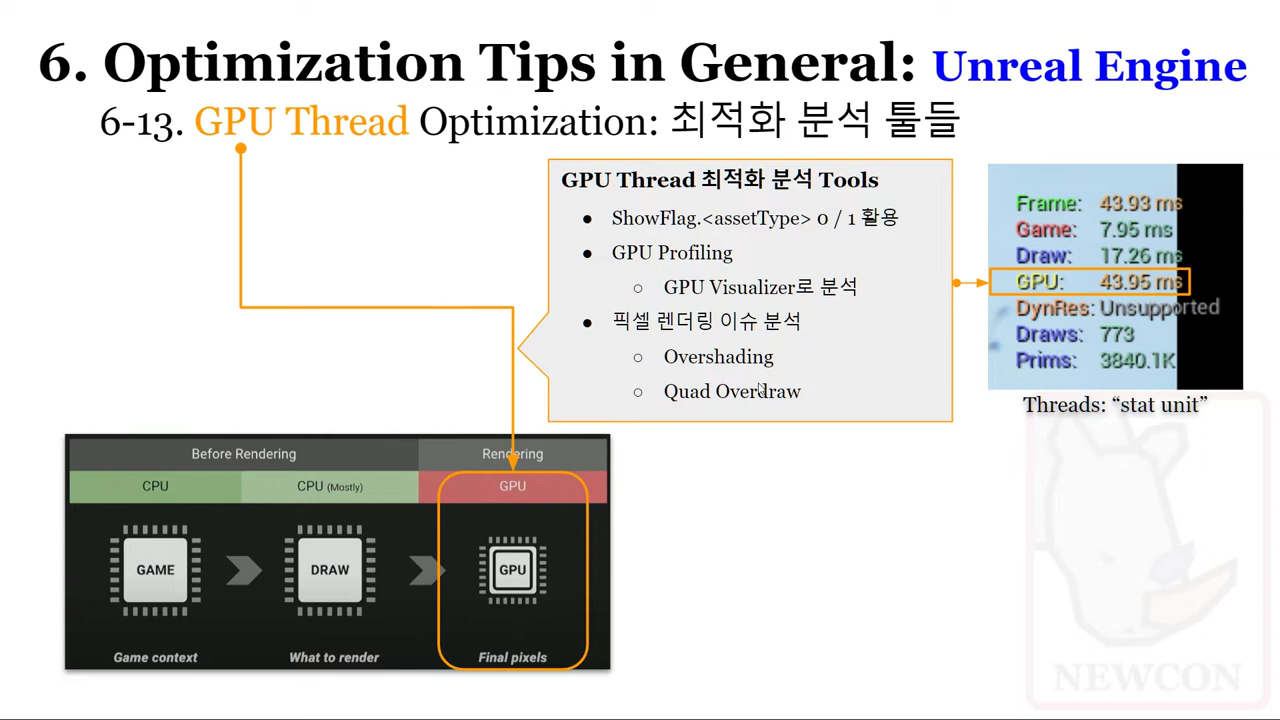 6. Optimization Tips in General: Unreal Engine
6-13. GPU Thread Optimization: 최적화 분석 툴들
GPU Thread 최적화 분석 Tools
● ShowFlag.<assetType> 0 / 1 활용
● GPU Profiling
○ GPU Visualizer로 분석
● 픽셀 렌더링 이슈 분석
○ Overshading
○ Quad Overdraw
Frame: 43.93 ms
Game: 7.95 ms
Draw: 17.26 ms
GPU: 43.95 ms
DynRes: Unsupported
Draws: 773
Prims: 3840.1K
Threads: “stat unit”
Before Rendering
Rendering
CPU
CPU (Mostly)
GPU
GAME
DRAW
GPU
Game context
What to render
Final pixels
NEWCON